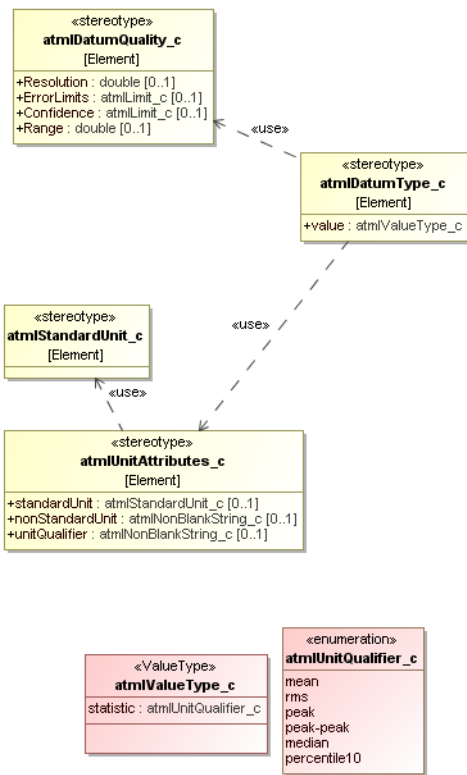 «stereotype»
atmlDatumQuality_c
[Element]
+Resolution : double [0..1]
+ErrorLimits : atmlLimit_c [0..1]
+Confidence : atmlLimit_c [0..1]
+Range : double [0..1]
«use»
«stereotype»
atmlDatumType_c
[Element]
+value : atmlValueType_c
«use»
«stereotype»
atmlStandardUnit_c
[Element]
«use»
«stereotype»
atmlUnitAttributes_c
[Element]
+standardUnit : atmlStandardUnit_c [0..1]
+nonStandardUnit : atmlNonBlankString_c [0..1]
+unitQualifier : atmlNonBlankString_c [0..1]
«ValueType»
atmlValueType_c
statistic : atmlUnitQualifier_c
«enumeration»
atmlUnitQualifier_c
mean
rms
peak
peak-peak
median
percentile10